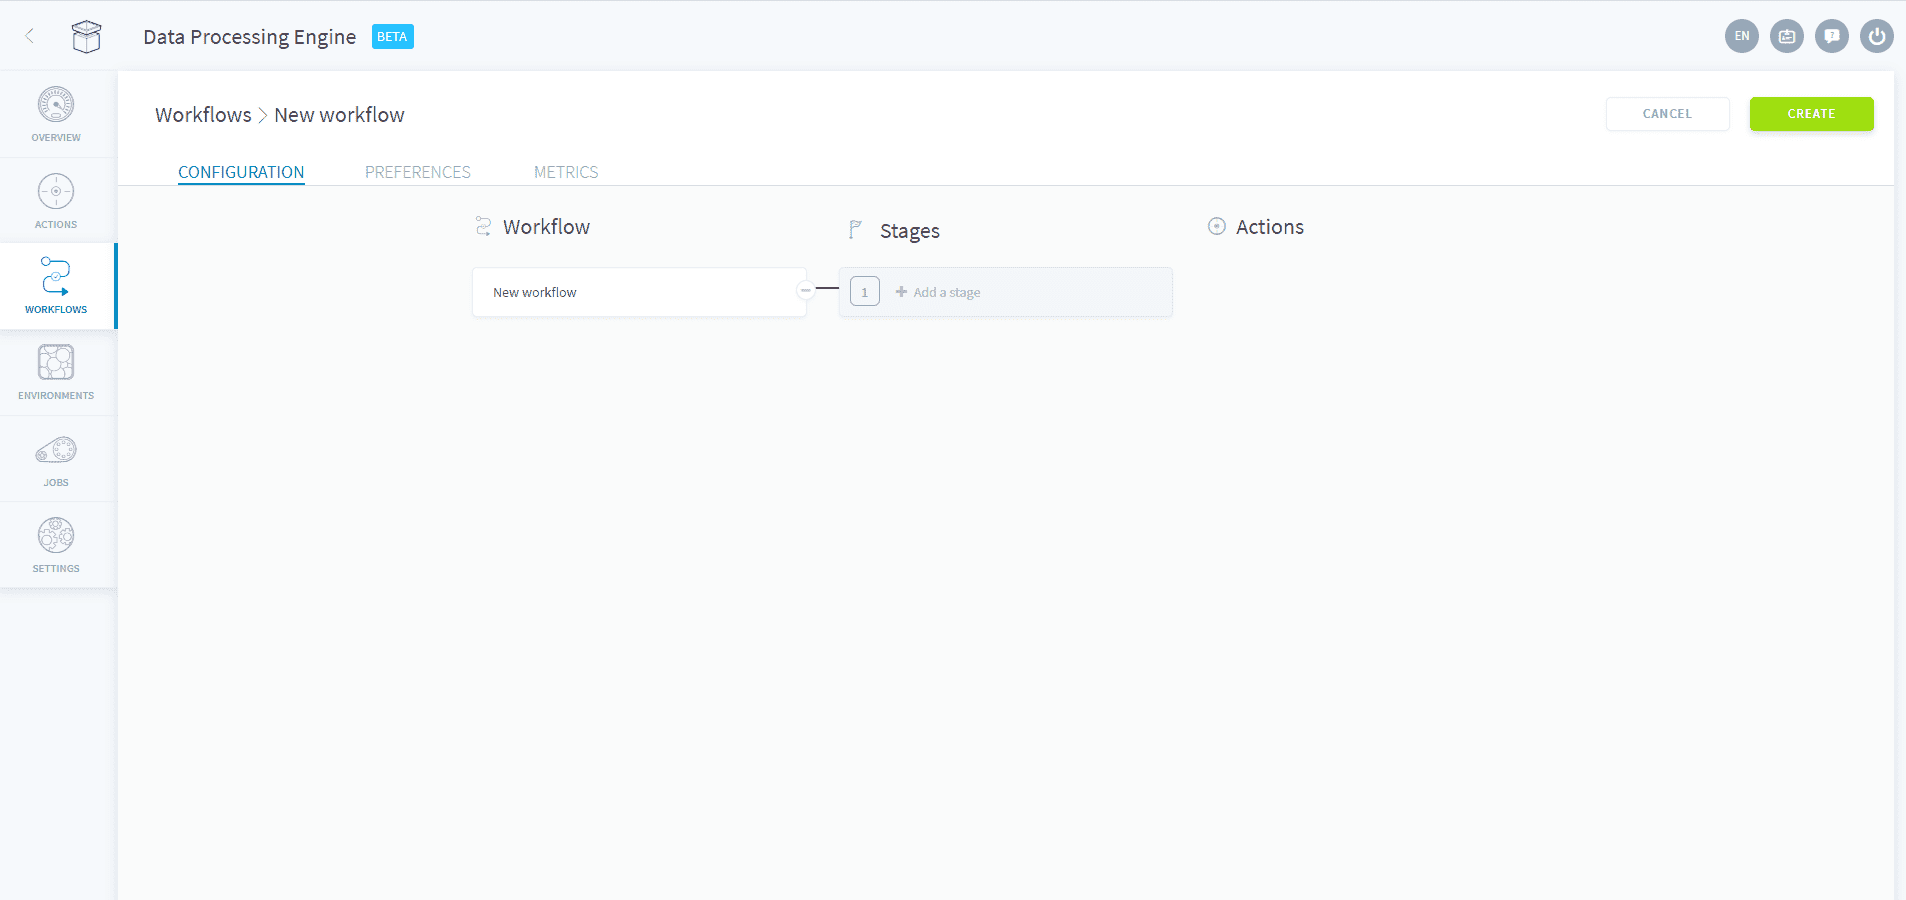 Data Processing Engine BETA
EN
OVERVIEW
ACTIONS
WORKFLOWS
ENVIRONMENTS
JOBS
SETTINGS
Workflows > New workflow
CANCEL
CREATE
CONFIGURATION PREFERENCES METRICS
Workflow
Stages
Actions
New workflow
1 + Add a stage